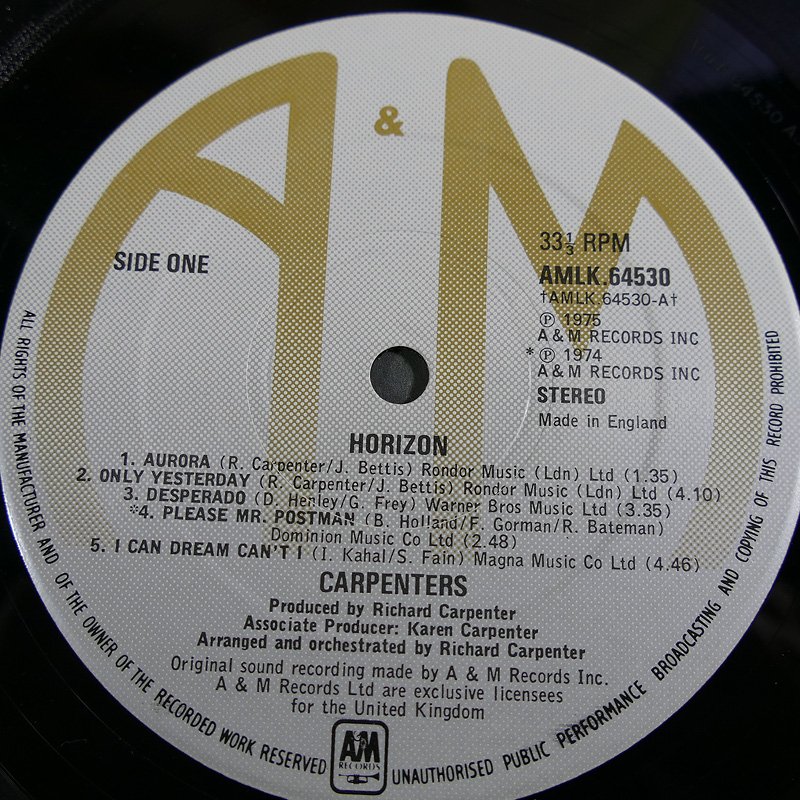 A & M
SIDE ONE
33⅓ RPM
AMLK.64530
†AMLK.64530-A†
℗ 1975
A & M RECORDS INC
* ℗ 1974
A & M RECORDS INC
STEREO
Made in England
HORIZON
1. AURORA (R. Carpenter/J. Bettis) Rondor Music (Ldn) Ltd (1.35)
2. ONLY YESTERDAY (R. Carpenter/J. Bettis) Rondor Music (Ldn) Ltd (4.10)
3. DESPERADO (D. Henley/G. Frey) Warner Bros Music Ltd (3.35)
*4. PLEASE MR. POSTMAN (B. Holland/F. Gorman/R. Bateman)
Dominion Music Co Ltd (2.48)
5. I CAN DREAM CAN'T I (I. Kahal/S. Fain) Magna Music Co Ltd (4.46)
CARPENTERS
Produced by Richard Carpenter
Associate Producer: Karen Carpenter
Arranged and orchestrated by Richard Carpenter
Original sound recording made by A & M Records Inc.
A & M Records Ltd are exclusive licensees
for the United Kingdom
ALL RIGHTS OF THE MANUFACTURER AND OF THE OWNER OF THE RECORDED WORK RESERVED
A&M
RECORDS
UNAUTHORISED PUBLIC PERFORMANCE BROADCASTING AND COPYING OF THIS RECORD PROHIBITED